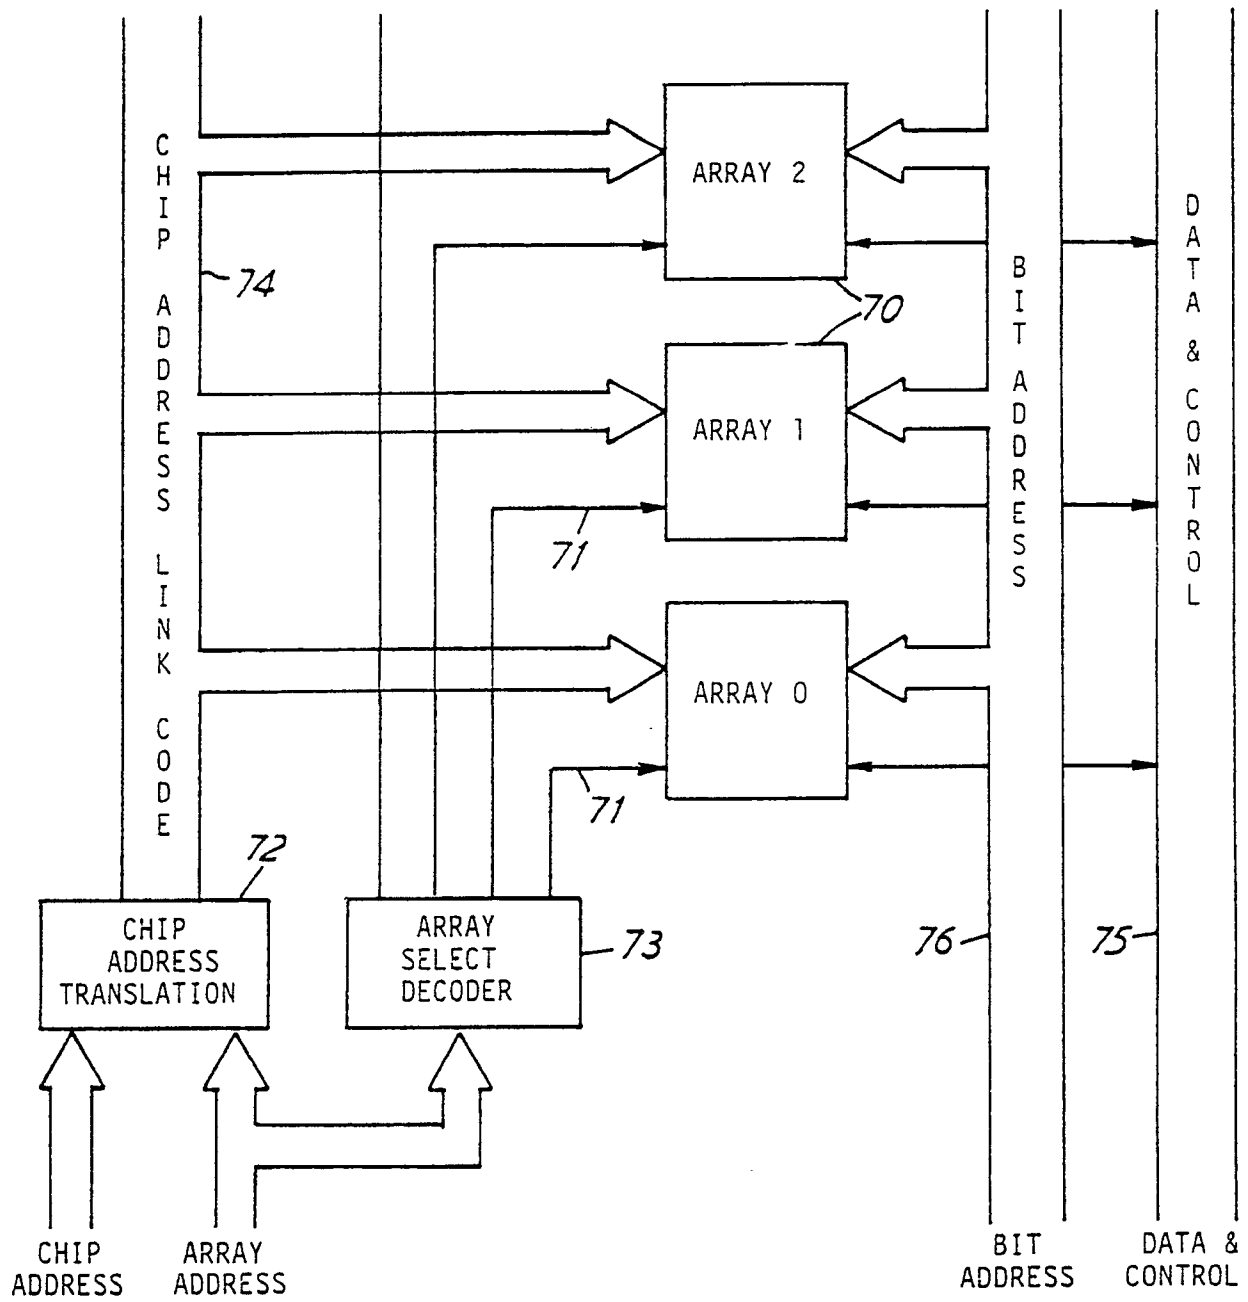 CHIP ADDRESS LINK CODE
74
ARRAY 2
70
ARRAY 1
71
ARRAY 0
71
BIT ADDRESS
DATA & CONTROL
72
CHIP
ADDRESS
TRANSLATION
ARRAY
SELECT
DECODER
73
76
75
CHIP
ADDRESS
ARRAY
ADDRESS
BIT
ADDRESS
DATA &
CONTROL